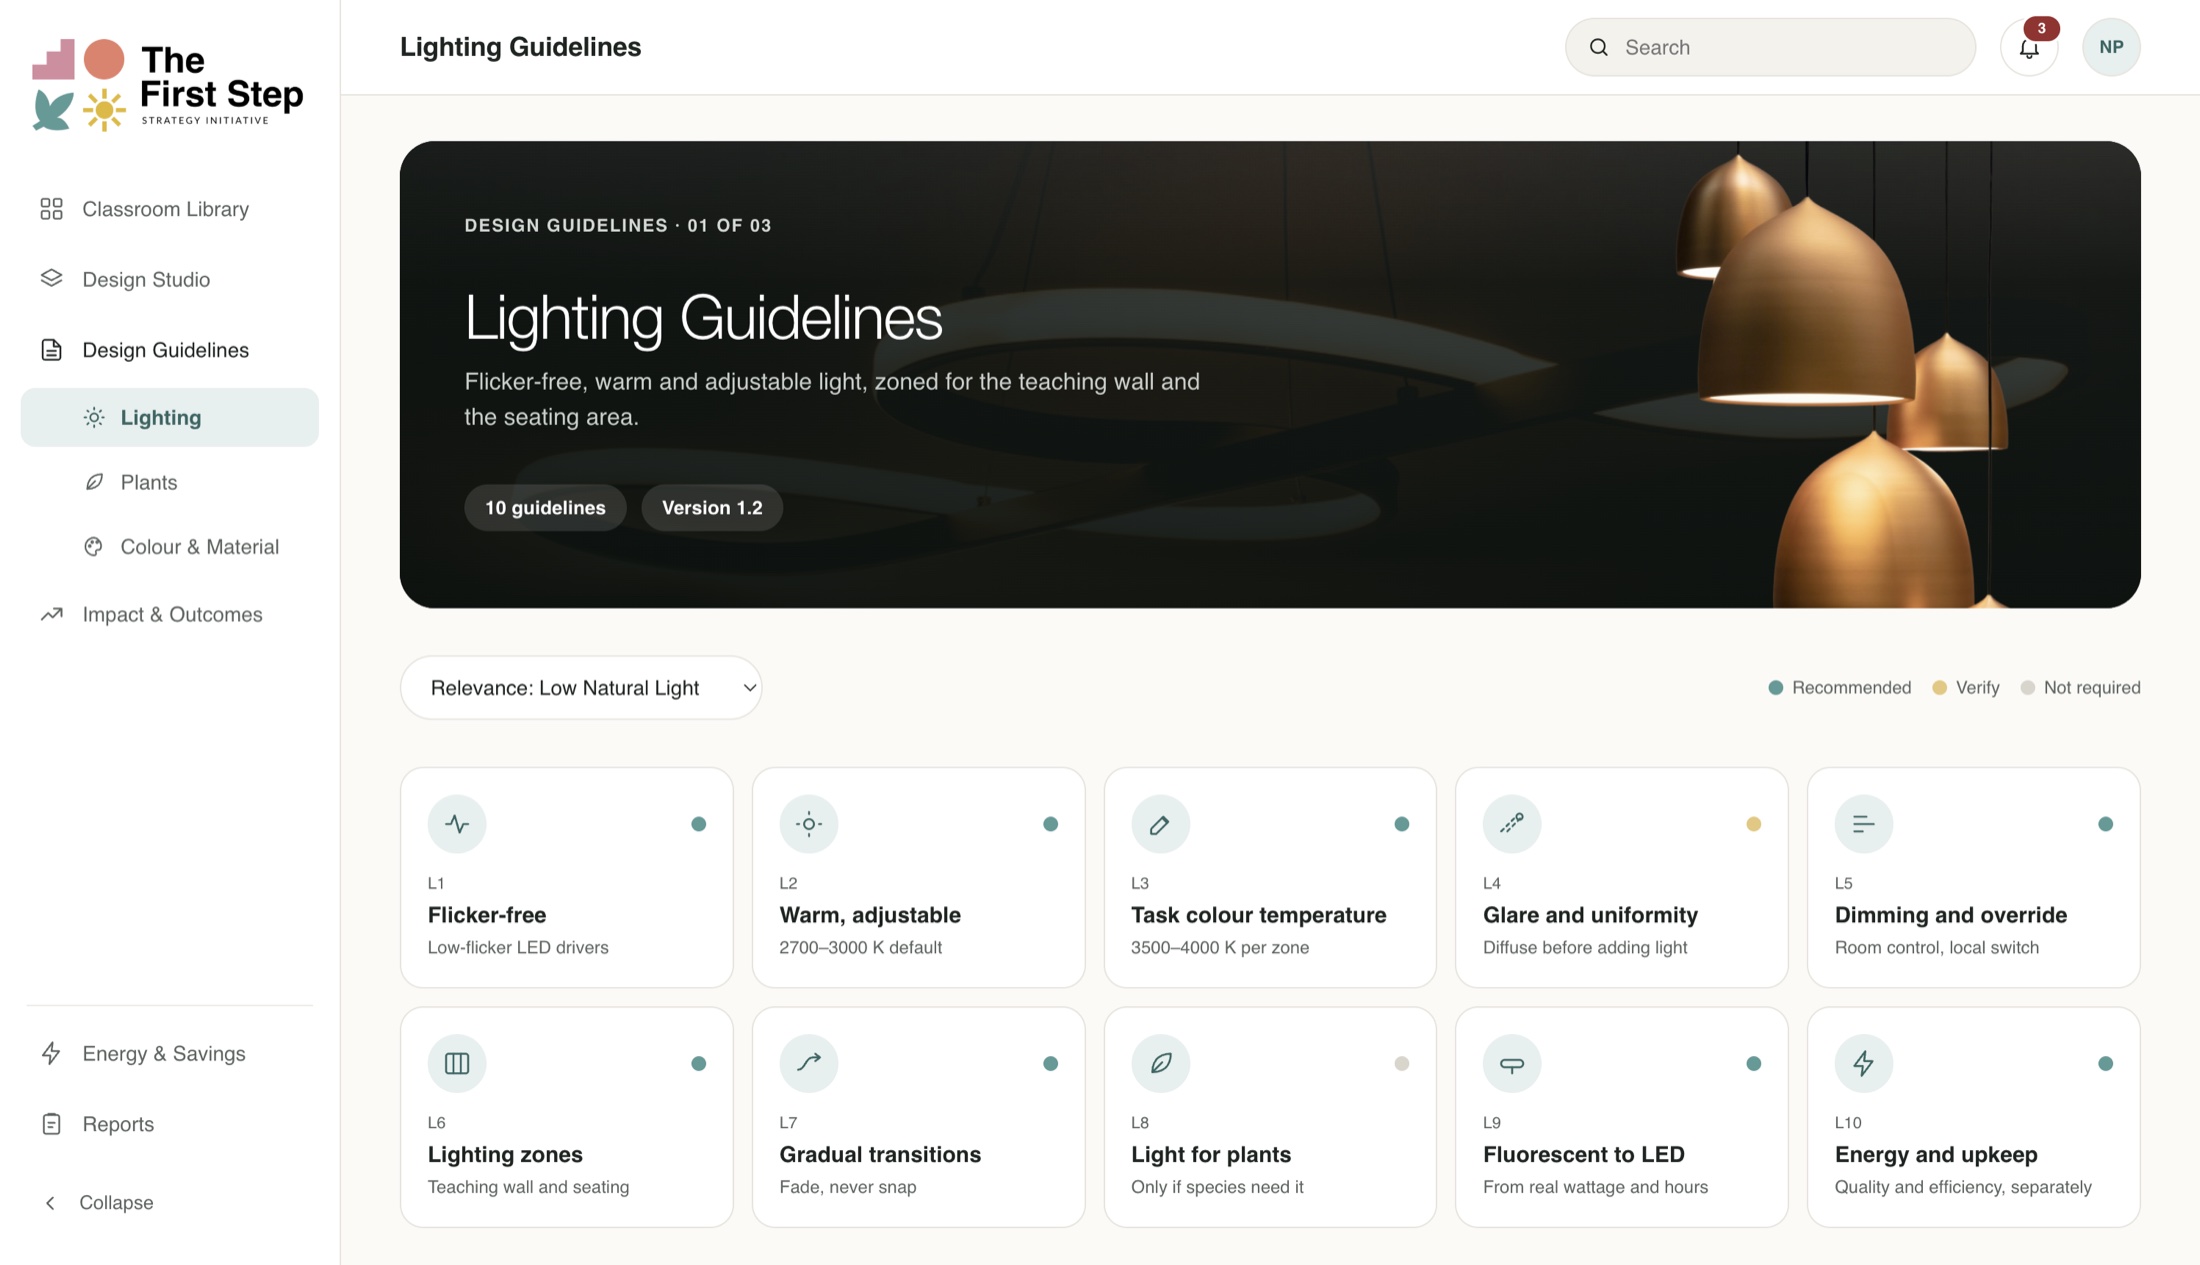 The
First Step
STRATEGY INITIATIVE
Classroom Library
Design Studio
Design Guidelines
Lighting
Plants
Colour & Material
Impact & Outcomes
Energy & Savings
Reports
Collapse
Lighting Guidelines
Search
3
NP
DESIGN GUIDELINES · 01 OF 03
Lighting Guidelines
Flicker-free, warm and adjustable light, zoned for the teaching wall and
the seating area.
10 guidelines
Version 1.2
Relevance: Low Natural Light
Recommended
Verify
Not required
L1
Flicker-free
Low-flicker LED drivers
L2
Warm, adjustable
2700–3000 K default
L3
Task colour temperature
3500–4000 K per zone
L4
Glare and uniformity
Diffuse before adding light
L5
Dimming and override
Room control, local switch
L6
Lighting zones
Teaching wall and seating
L7
Gradual transitions
Fade, never snap
L8
Light for plants
Only if species need it
L9
Fluorescent to LED
From real wattage and hours
L10
Energy and upkeep
Quality and efficiency, separately